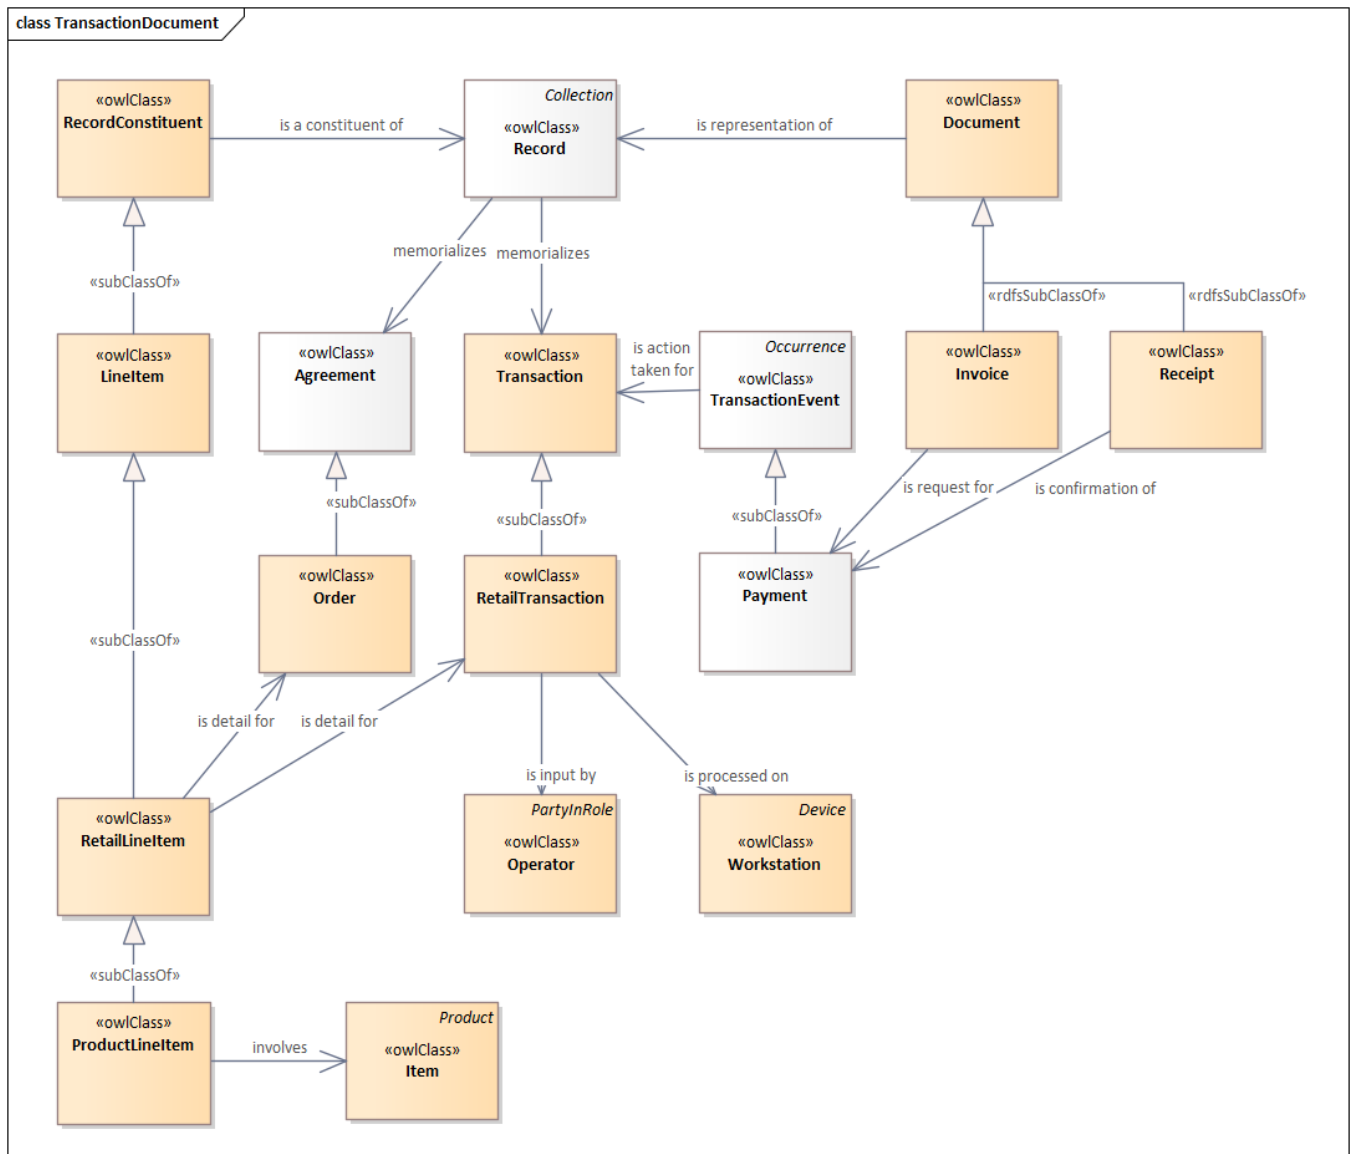 class TransactionDocument
«owlClass»
RecordConstituent
is a constituent of
Collection
«owlClass»
Record
is representation of
«owlClass»
Document
memorializes
memorializes
«subClassOf»
«rdfsSubClassOf»
«rdfsSubClassOf»
«owlClass»
LineItem
«owlClass»
Agreement
«owlClass»
Transaction
is action
taken for
Occurrence
«owlClass»
TransactionEvent
«owlClass»
Invoice
«owlClass»
Receipt
«subClassOf»
«subClassOf»
«subClassOf»
is request for
is confirmation of
«owlClass»
Order
«owlClass»
RetailTransaction
«owlClass»
Payment
«subClassOf»
is detail for
is detail for
is input by
is processed on
«owlClass»
RetailLineItem
PartyInRole
«owlClass»
Operator
Device
«owlClass»
Workstation
«subClassOf»
«owlClass»
ProductLineItem
involves
Product
«owlClass»
Item